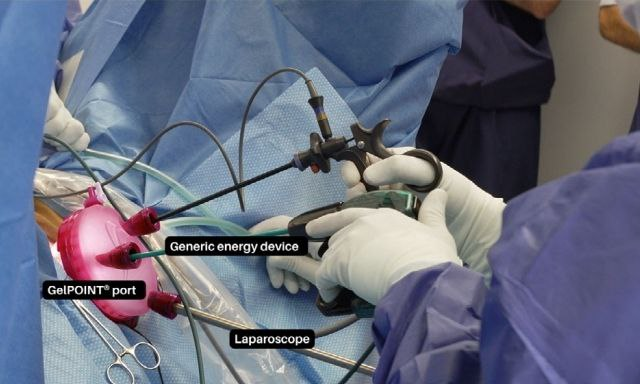 Generic energy device
GelPOINT® port
Laparoscope